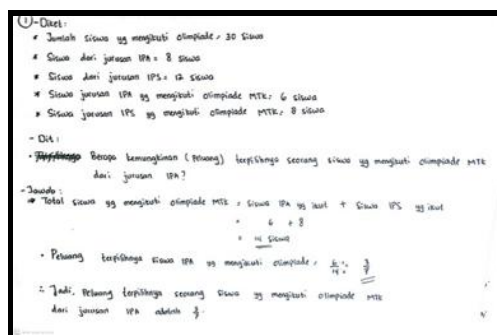 ① - Diket :
* Jumlah siswa yg mengikuti olimpiade = 30 siswa
* Siswa dari jurusan IPA = 8 siswa
* Siswa dari jurusan IPS = 12 siswa
* Siswa jurusan IPA yg mengikuti olimpiade MTK = 6 siswa
* Siswa jurusan IPS yg mengikuti olimpiade MTK = 8 siswa
- Dit :
• Berapa kemungkinan (peluang) terpilihnya seorang siswa yg mengikuti olimpiade MTK
dari jurusan IPA?
- Jawab :
* Total siswa yg mengikuti olimpiade MTK = siswa IPA yg ikut + siswa IPS yg ikut
= 6 + 8
= 14 siswa
• Peluang terpilihnya siswa IPA yg mengikuti olimpiade = 6/14 = 3/7
∴ Jadi, Peluang terpilihnya seorang siswa yg mengikuti olimpiade MTK
dari jurusan IPA adalah 3/7.